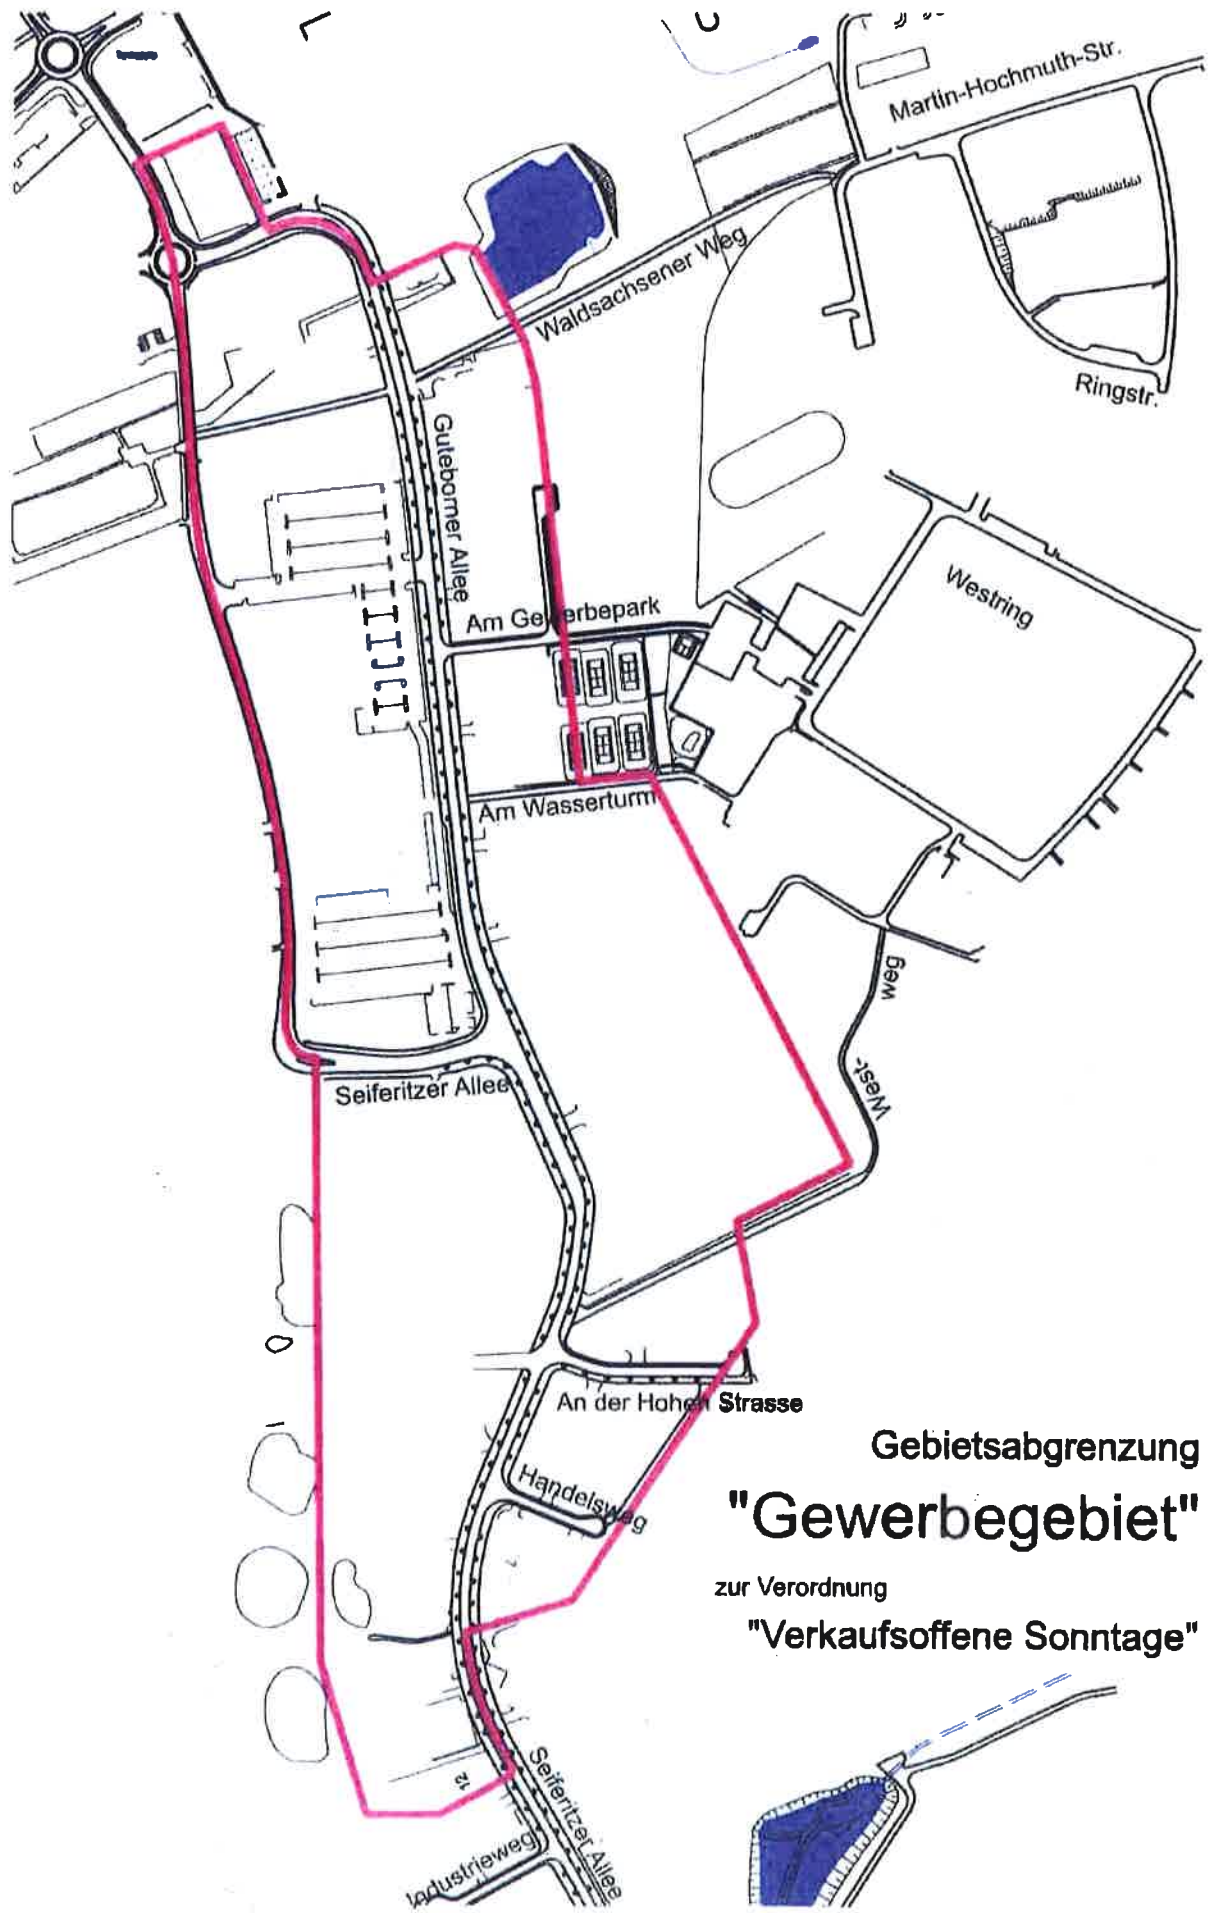 Martin-Hochmuth-Str.
Waldsachsener Weg
Ringstr.
Guteborner Allee
Westring
Am Gewerbepark
Am Wasserturm
West-
weg
Seiferitzer Allee
An der Hohen Strasse
Handelsweg
Gebietsabgrenzung
"Gewerbegebiet"
zur Verordnung
"Verkaufsoffene Sonntage"
12
Seiferitzer Allee
Industrieweg